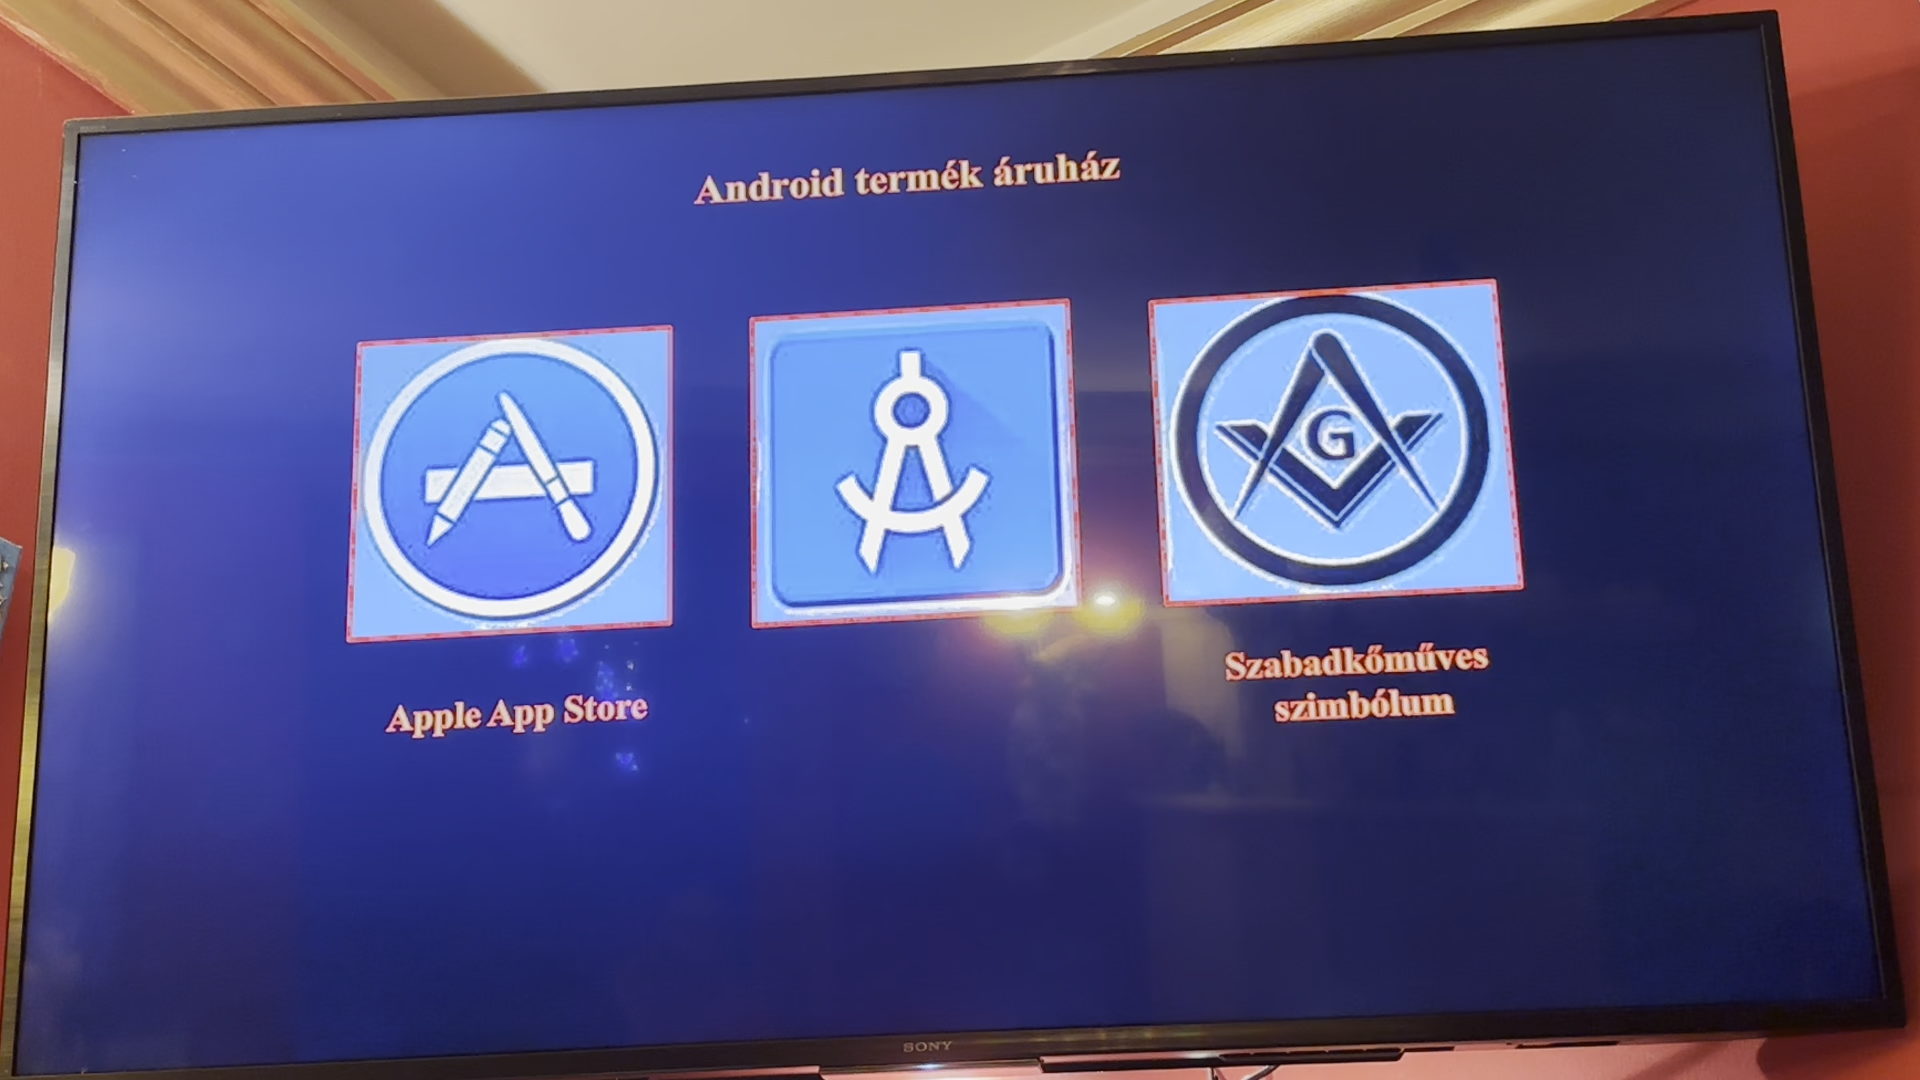 Android termék áruház
G
Apple App Store
Szabadkőműves
szimbólum
SONY